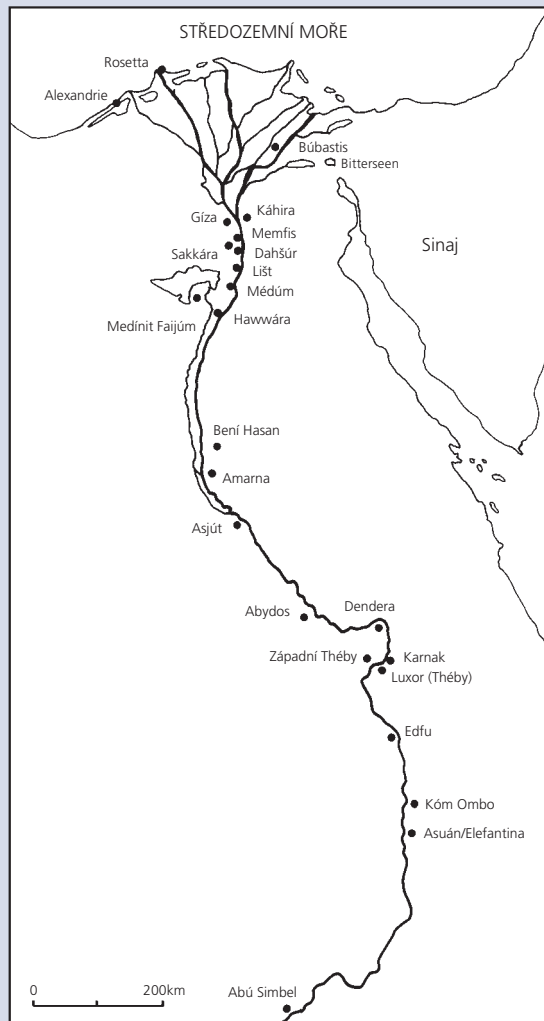 STŘEDOZEMNÍ MOŘE
Rosetta
Alexandrie
Búbastis
Bitterseen
Gíza
Káhira
Memfis
Sakkára
Dahšúr
Sinaj
Lišt
Médúm
Medínit Faijúm
Hawwára
Bení Hasan
Amarna
Asjút
Abydos
Dendera
Západní Théby
Karnak
Luxor (Théby)
Edfu
Kóm Ombo
Asuán/Elefantina
Abú Simbel
0 200km